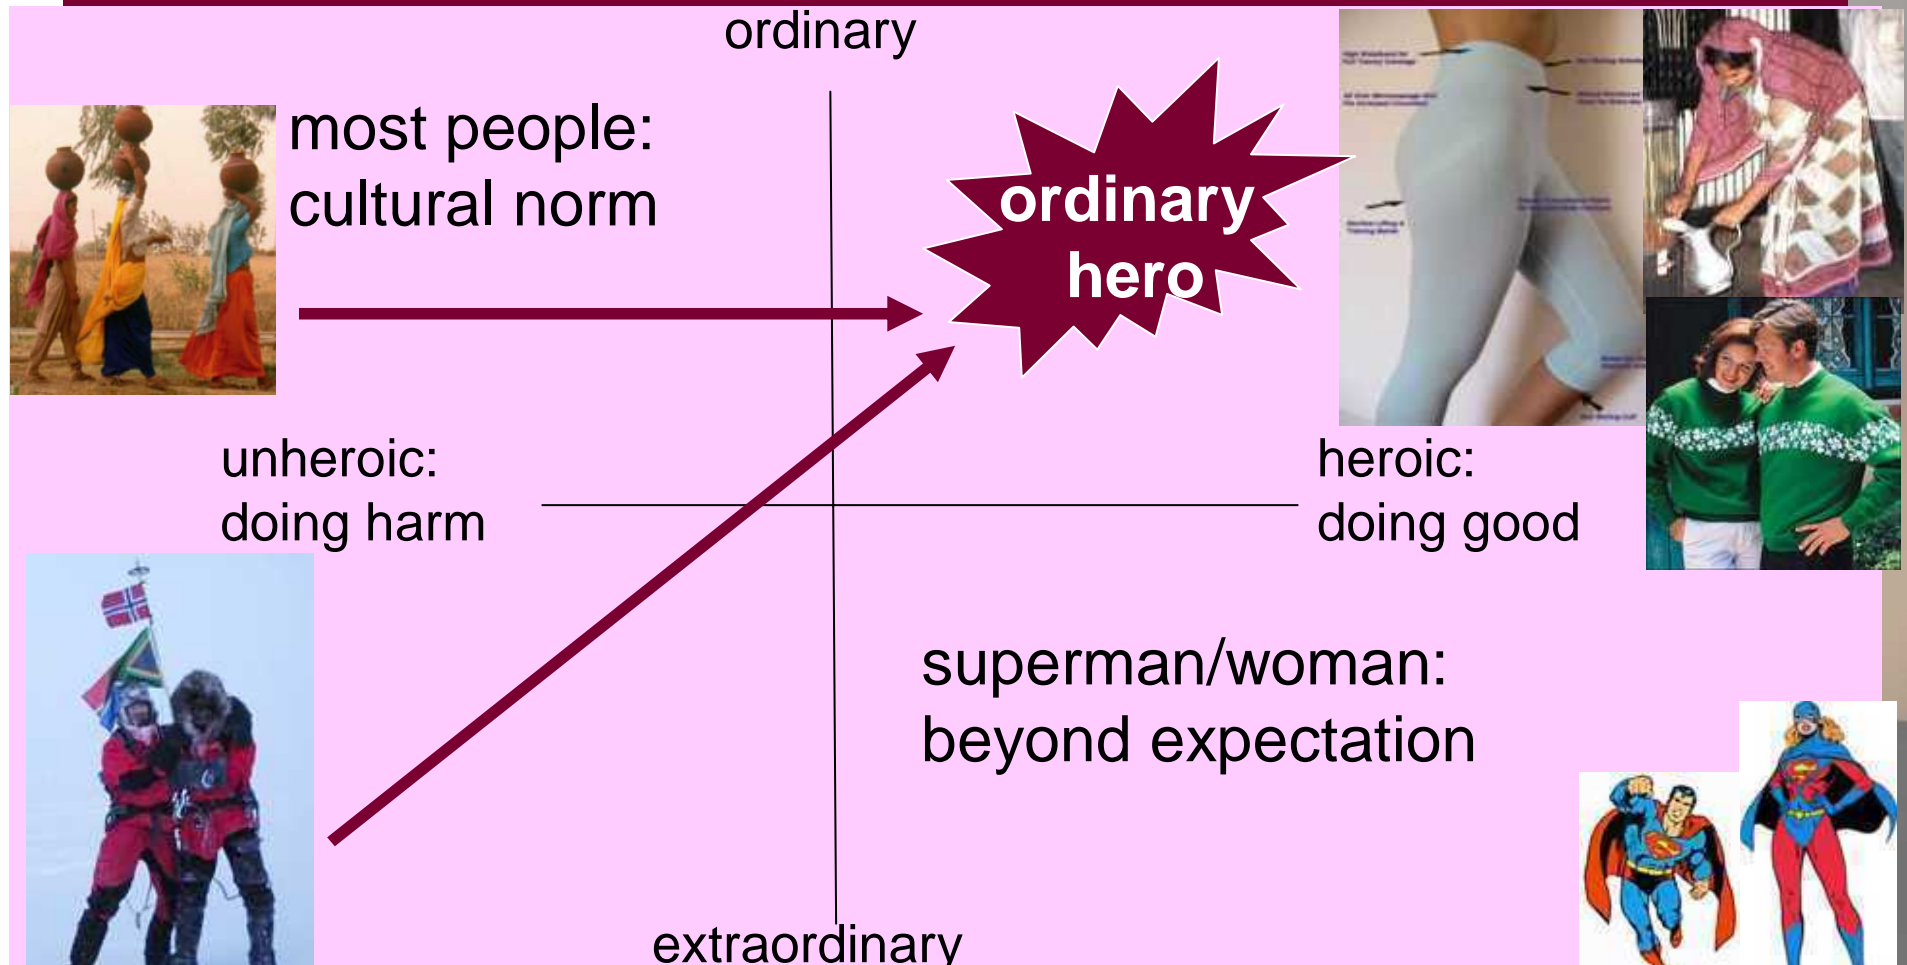 ordinary
most people:
cultural norm
ordinary
hero
unheroic:
doing harm
heroic:
doing good
superman/woman:
beyond expectation
extraordinary